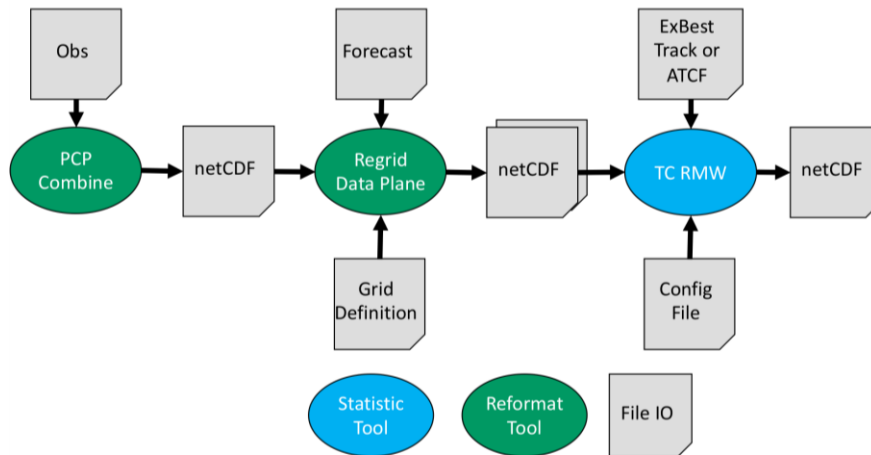 Obs
Forecast
ExBest
Track or
ATCF
PCP
Combine
netCDF
Regrid
Data Plane
netCDF
TC RMW
netCDF
Grid
Definition
Config
File
Statistic
Tool
Reformat
Tool
File IO